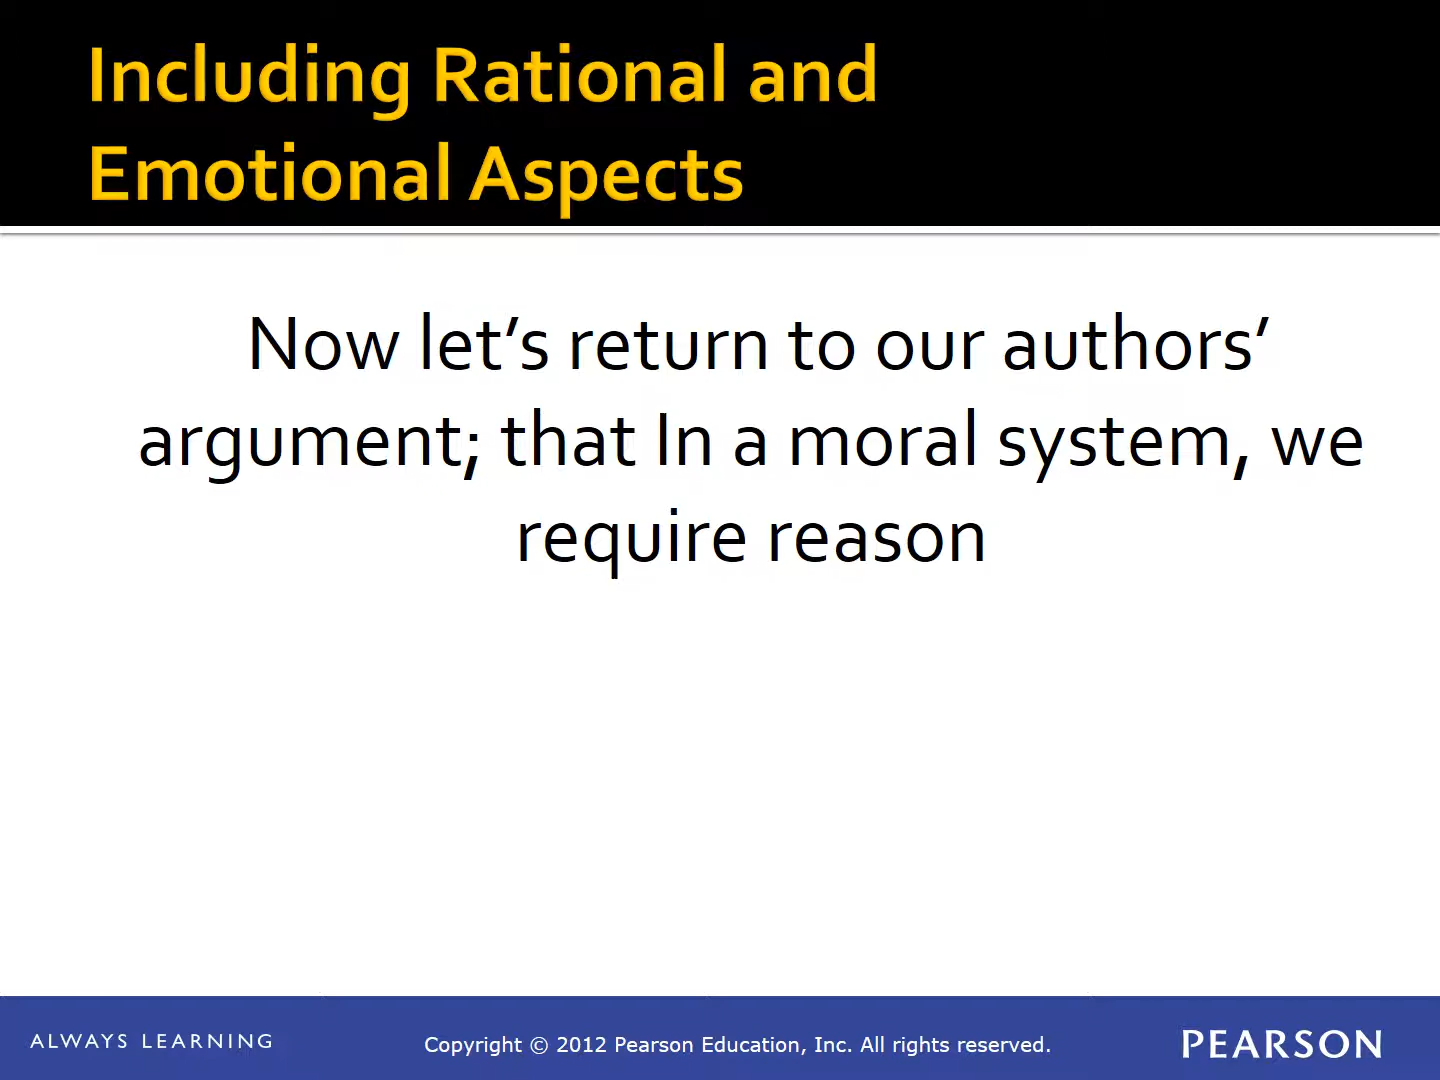 Including Rational and
Emotional Aspects
Now let’s return to our authors’
argument; that In a moral system, we
require reason
ALWAYS LEARNING
Copyright © 2012 Pearson Education, Inc. All rights reserved.
PEARSON